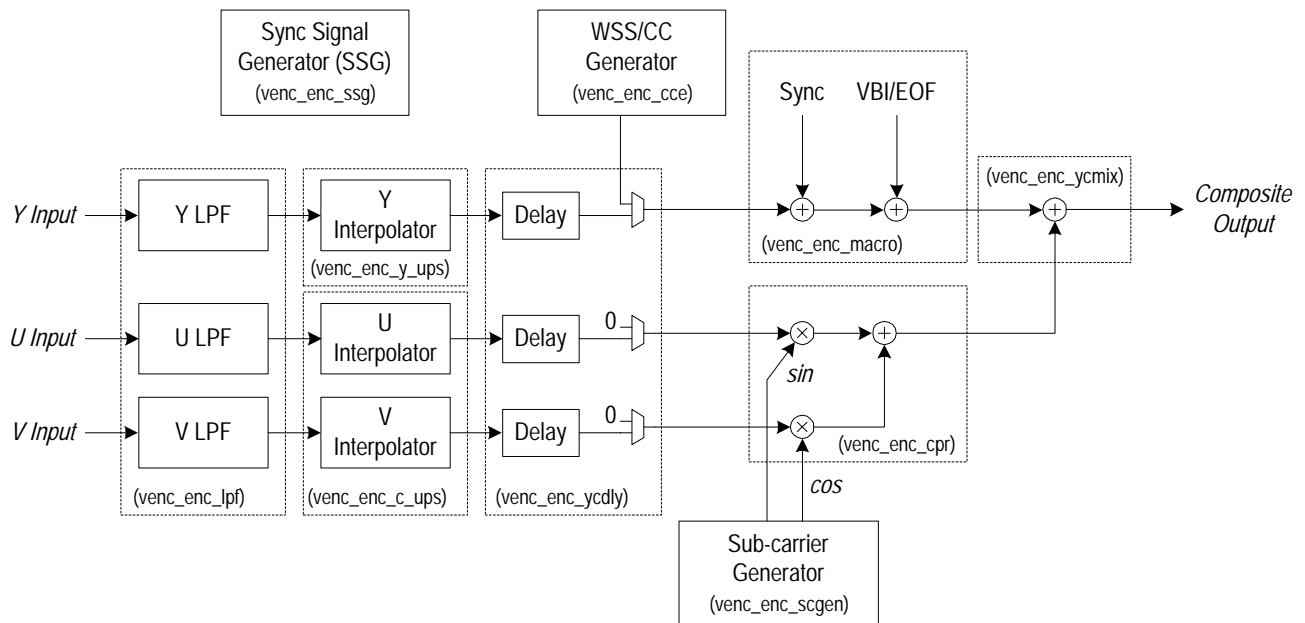 Sync Signal
Generator (SSG)
(venc_enc_ssg)
WSS/CC
Generator
(venc_enc_cce)
Sync
VBI/EOF
(venc_enc_macro)
(venc_enc_ycmix)
Composite
Output
Y Input
Y LPF
Y
Interpolator
(venc_enc_y_ups)
Delay
U Input
U LPF
U
Interpolator
Delay
0
sin
V Input
V LPF
V
Interpolator
Delay
0
(venc_enc_cpr)
(venc_enc_lpf)
(venc_enc_c_ups)
(venc_enc_ycdly)
cos
Sub-carrier
Generator
(venc_enc_scgen)